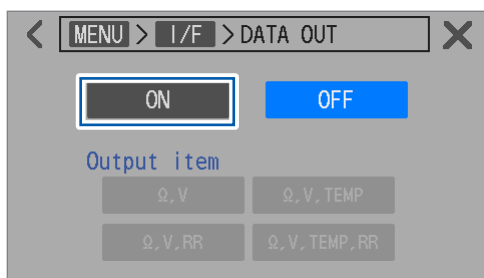 MENU > I/F > DATA OUT
ON OFF
Output item
Ω,V Ω,V,TEMP
Ω,V,RR Ω,V,TEMP,RR